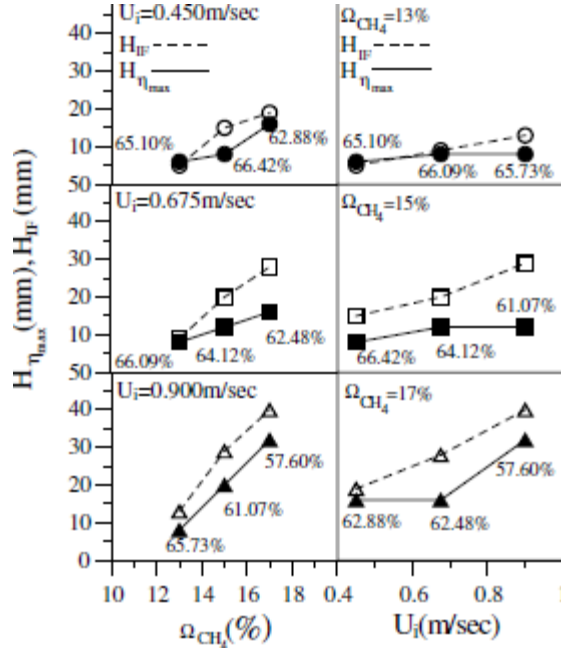 U_i=0.450m/sec
H_IF
H_η_max
40
30
20
10
50
65.10%
66.42%
62.88%
Ω_CH₄=13%
H_IF
H_η_max
65.10%
66.09%
65.73%
H_η_max (mm), H_IF (mm)
U_i=0.675m/sec
40
30
20
10
50
66.09%
64.12%
62.48%
Ω_CH₄=15%
66.42%
64.12%
61.07%
U_i=0.900m/sec
40
30
20
10
0
65.73%
61.07%
57.60%
Ω_CH₄=17%
62.88%
62.48%
57.60%
10 12 14 16 18 0.4 0.6 0.8 1
Ω_CH₄(%)
U_i(m/sec)